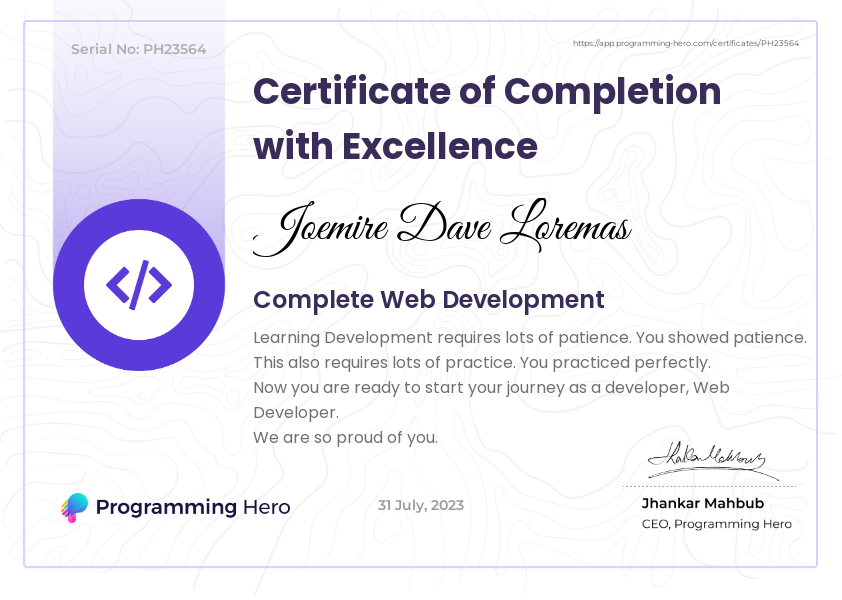 Serial No: PH23564
https://app.programming-hero.com/certificates/PH23564
Certificate of Completion
with Excellence
Joemire Dave Loremas
Complete Web Development
Learning Development requires lots of patience. You showed patience.
This also requires lots of practice. You practiced perfectly.
Now you are ready to start your journey as a developer, Web
Developer.
We are so proud of you.
Programming Hero
31 July, 2023
Jhankar Mahbub
CEO, Programming Hero